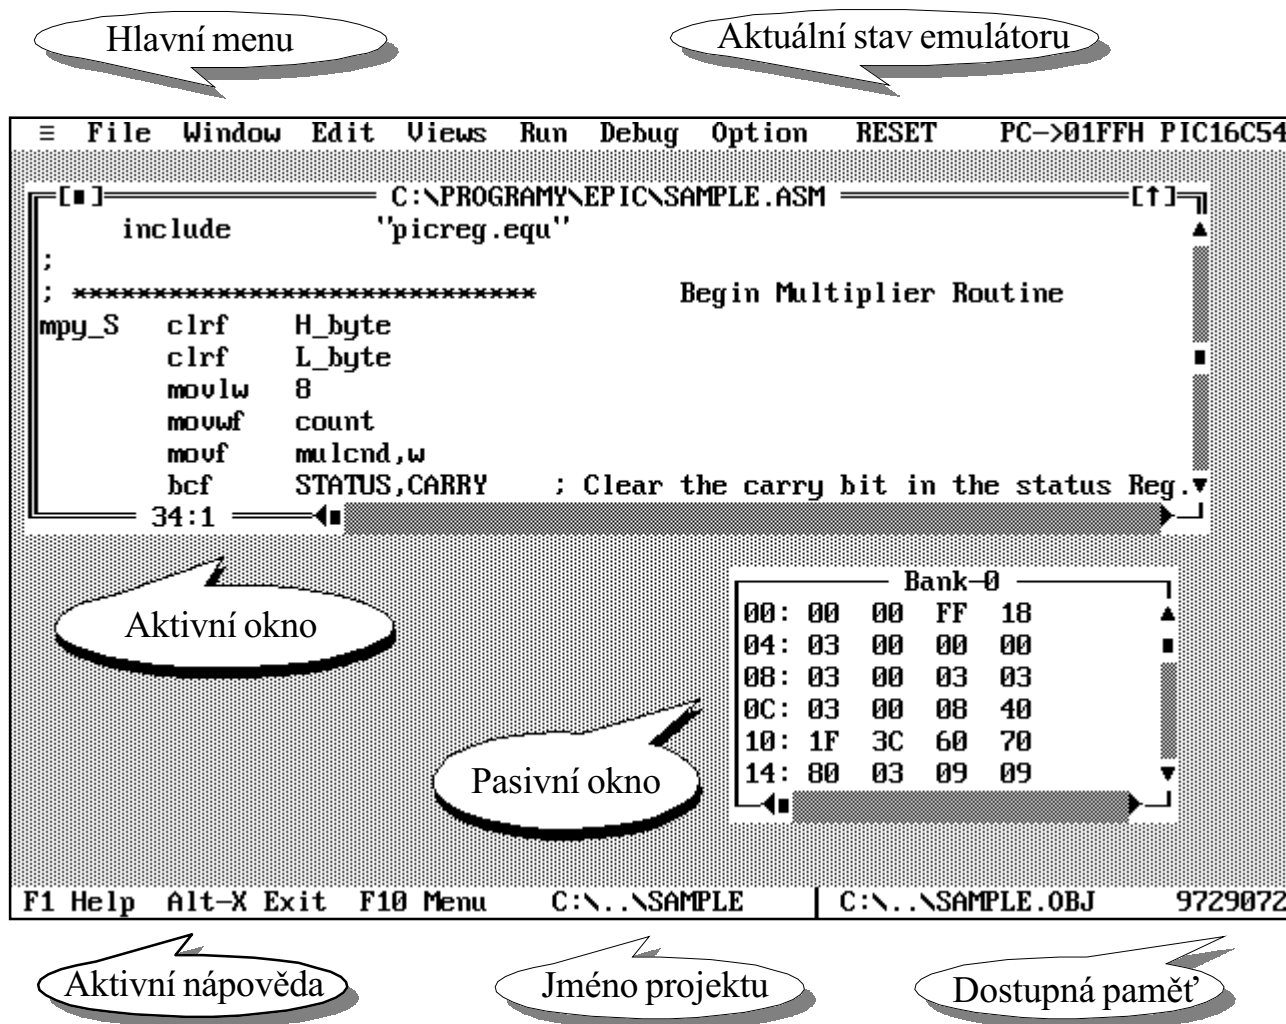 Hlavní menu
Aktuální stav emulátoru
≡ File Window Edit Views Run Debug Option RESET PC->01FFH PIC16C54
C:\PROGRAMY\EPIC\SAMPLE.ASM
include "picreg.equ"
;
; ***************************** Begin Multiplier Routine
mpy_S clrf H_byte
clrf L_byte
movlw 8
movwf count
movf mulcnd,w
bcf STATUS,CARRY ; Clear the carry bit in the status Reg.
34:1
Aktivní okno
Bank-0
00: 00 00 FF 18
04: 03 00 00 00
08: 03 00 03 03
0C: 03 00 08 40
10: 1F 3C 60 70
14: 80 03 09 09
Pasivní okno
F1 Help Alt-X Exit F10 Menu C:\..\SAMPLE C:\..\SAMPLE.OBJ 9729072
Aktivní nápověda
Jméno projektu
Dostupná paměť